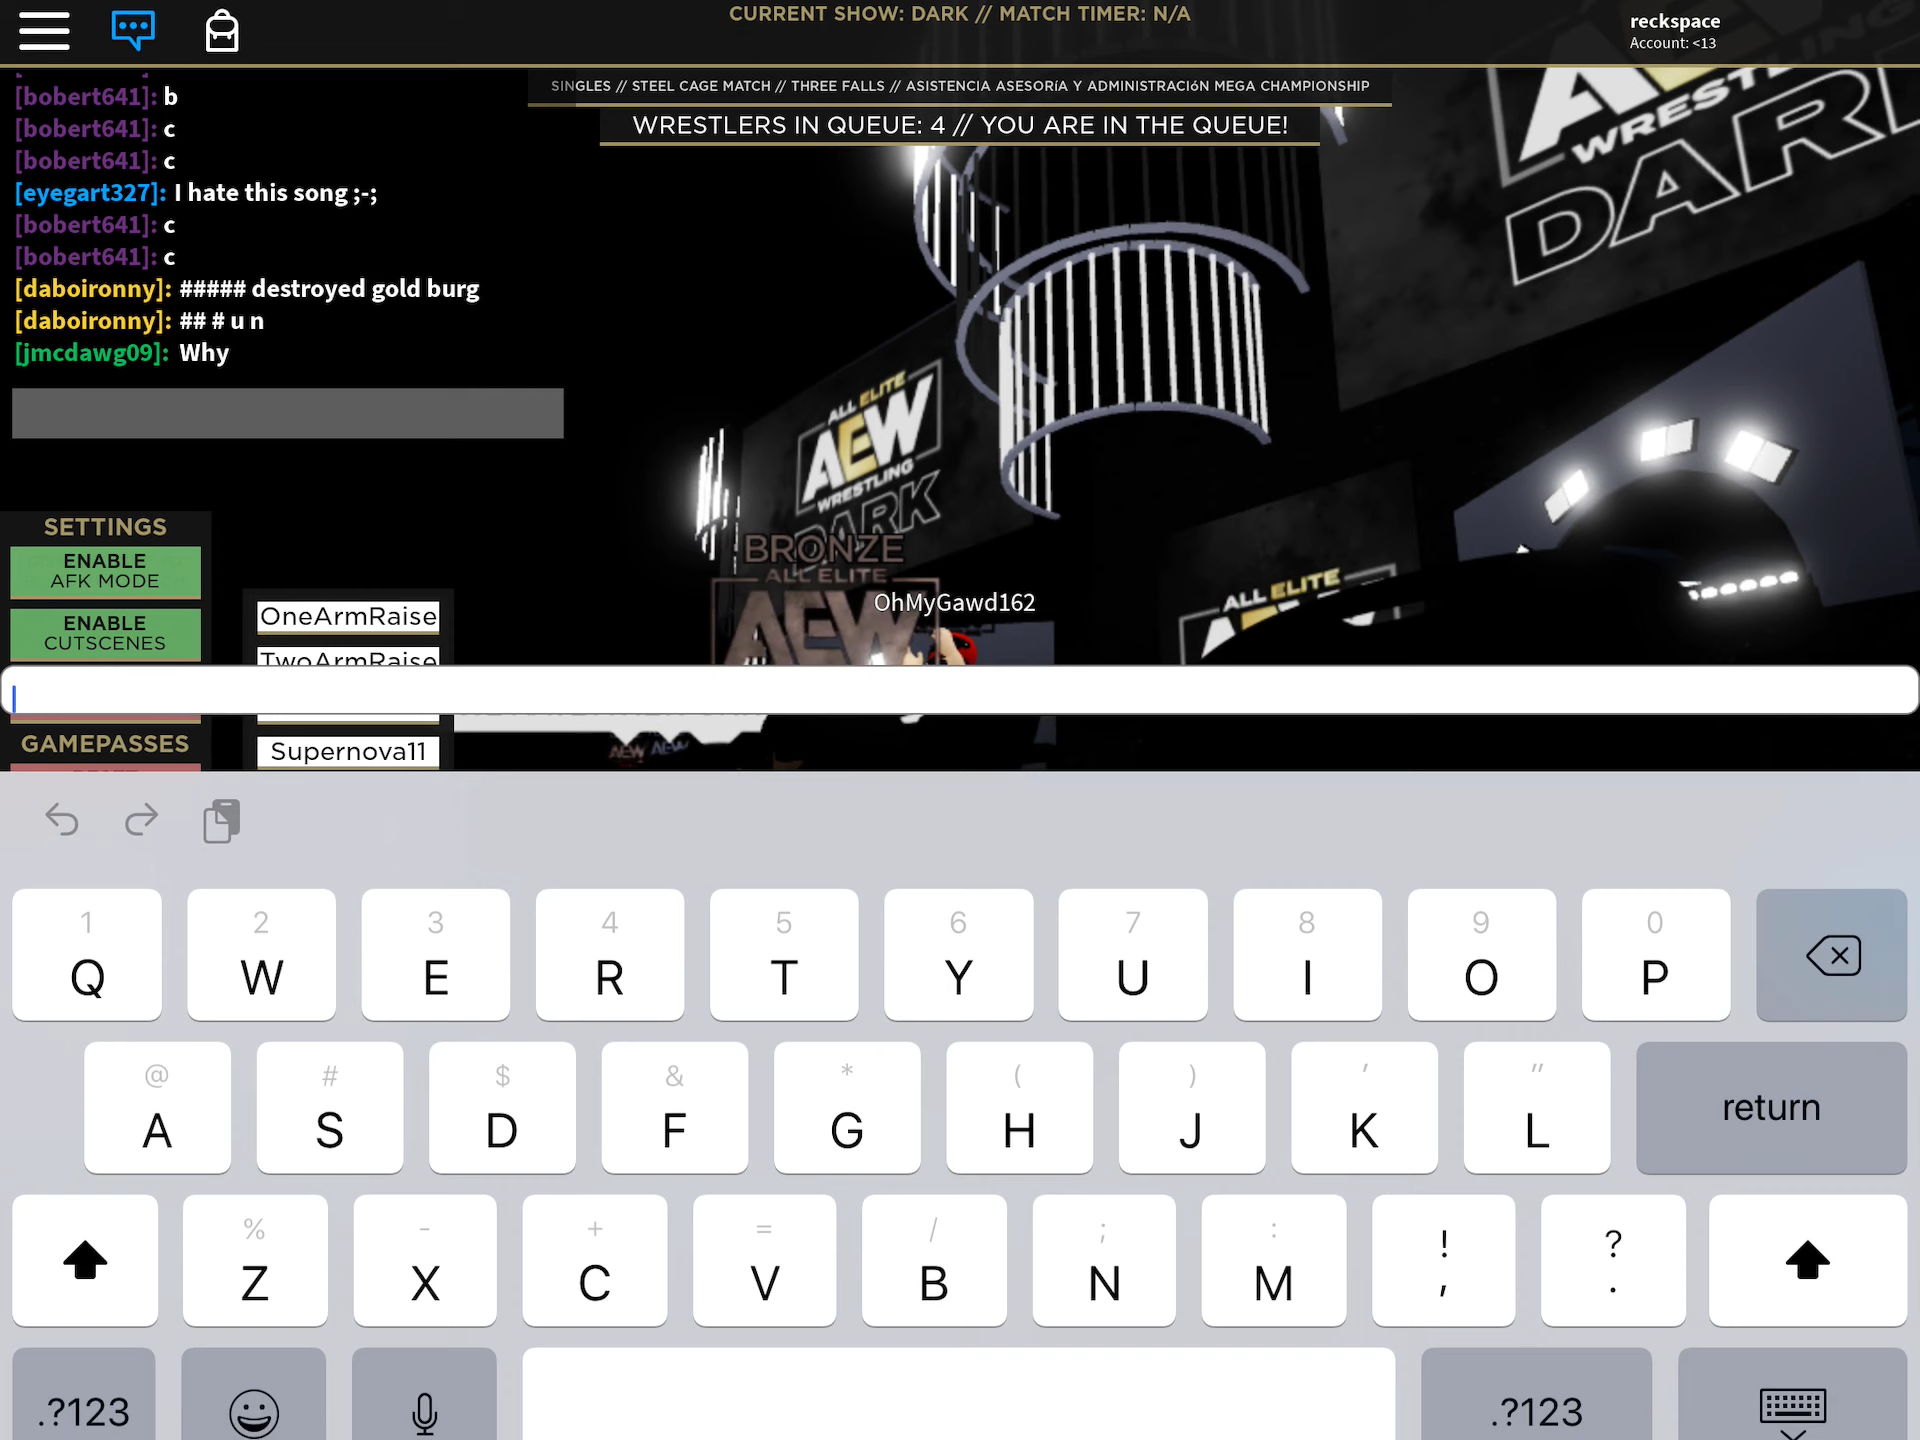 CURRENT SHOW: DARK // MATCH TIMER: N/A
reckspace
Account: <13
SINGLES // STEEL CAGE MATCH // THREE FALLS // ASISTENCIA ASESORíA Y ADMINISTRACIóN MEGA CHAMPIONSHIP
WRESTLERS IN QUEUE: 4 // YOU ARE IN THE QUEUE!
[bobert641]: b
[bobert641]: c
[bobert641]: c
[eyegart327]: I hate this song ;-;
[bobert641]: c
[bobert641]: c
[daboironny]: ##### destroyed gold burg
[daboironny]: ## # u n
[jmcdawg09]: Why
WRESTLING
DARK
ALL ELITE
AEW
WRESTLING
DARK
BRONZE
ALL ELITE
AEW
OhMyGawd162
ALL ELITE
SETTINGS
ENABLE
AFK MODE
ENABLE
CUTSCENES
OneArmRaise
TwoArmRaise
GAMEPASSES
Supernova11
AEW AEW
1 2 3 4 5 6 7 8 9 0
Q W E R T Y U I O P
@ # $ & * ( ) ' "
A S D F G H J K L return
% - + = / ; : ! ?
Z X C V B N M , .
.?123 .?123